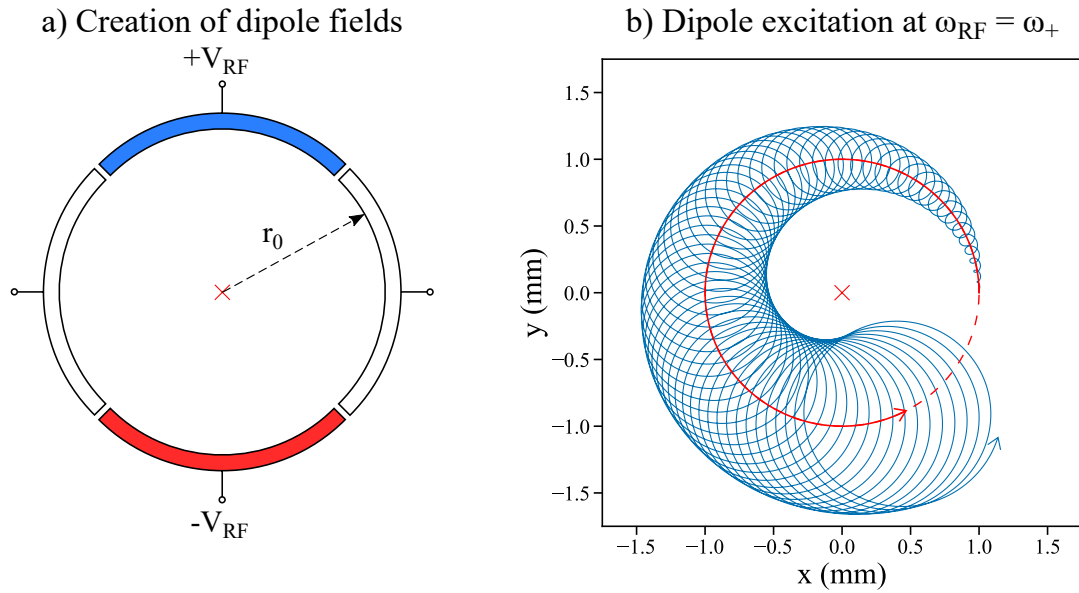 a) Creation of dipole fields
+V_RF
r_0
-V_RF
b) Dipole excitation at ω_RF = ω_+
1.5
1.0
0.5
0.0
−0.5
−1.0
−1.5
y (mm)
−1.5 −1.0 −0.5 0.0 0.5 1.0 1.5
x (mm)